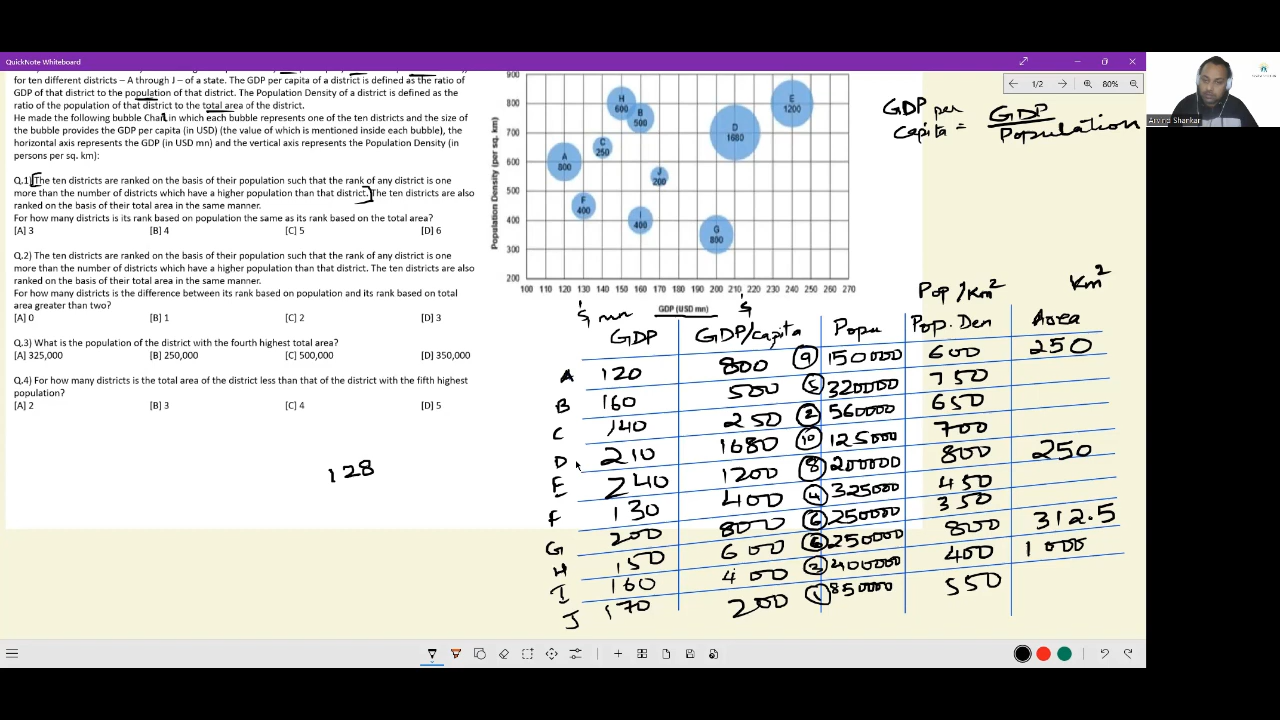 QuickNote Whiteboard
for ten different districts – A through J – of a state. The GDP per capita of a district is defined as the ratio of
GDP of that district to the population of that district. The Population Density of a district is defined as the
ratio of the population of that district to the total area of the district.
He made the following bubble Chart in which each bubble represents one of the ten districts and the size of
the bubble provides the GDP per capita (in USD) (the value of which is mentioned inside each bubble), the
horizontal axis represents the GDP (in USD mn) and the vertical axis represents the Population Density (in
persons per sq. km):
Q.1) The ten districts are ranked on the basis of their population such that the rank of any district is one
more than the number of districts which have a higher population than that district. The ten districts are also
ranked on the basis of their total area in the same manner.
For how many districts is its rank based on population the same as its rank based on the total area?
[A] 3 [B] 4 [C] 5 [D] 6
Q.2) The ten districts are ranked on the basis of their population such that the rank of any district is one
more than the number of districts which have a higher population than that district. The ten districts are also
ranked on the basis of their total area in the same manner.
For how many districts is the difference between its rank based on population and its rank based on total
area greater than two?
[A] 0 [B] 1 [C] 2 [D] 3
Q.3) What is the population of the district with the fourth highest total area?
[A] 325,000 [B] 250,000 [C] 500,000 [D] 350,000
Q.4) For how many districts is the total area of the district less than that of the district with the fifth highest
population?
[A] 2 [B] 3 [C] 4 [D] 5
128
Population Density (per sq. km)
900
800
700
600
500
400
300
200
H
600
B
500
E
1200
C
250
D
1680
A
800
J
200
F
400
I
400
G
800
100 110 120 130 140 150 160 170 180 190 200 210 220 230 240 250 260 270
GDP (USD mn)
1/2
80%
GDP per
capita = GDP
Population
Arvind Shankar
$ mn $ Pop/Km² Km²
GDP GDP/capita Popu Pop. Den Area
A 120 800 9 150000 600 250
B 160 500 5 320000 750
C 140 250 2 560000 650
D 210 1680 10 125000 700
E 240 1200 8 200000 800 250
F 130 400 4 325000 450
G 200 800 6 250000 350
H 150 600 6 250000 800 312.5
I 160 400 3 400000 400 1000
J 170 200 1 850000 550